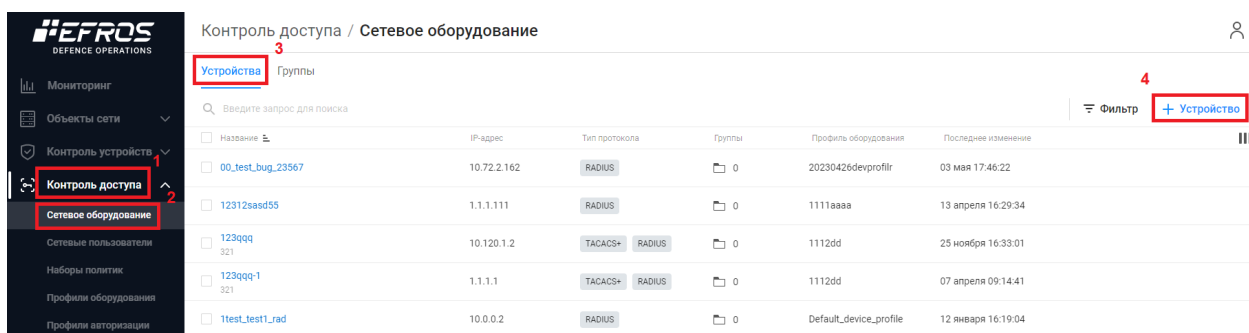 EFROS
DEFENCE OPERATIONS
Мониторинг
Объекты сети
Контроль устройств
1
Контроль доступа
2
Сетевое оборудование
Сетевые пользователи
Наборы политик
Профили оборудования
Профили авторизации
Контроль доступа / Сетевое оборудование
3
Устройства Группы
4
Введите запрос для поиска Фильтр + Устройство
Название IP-адрес Тип протокола Группы Профиль оборудования Последнее изменение
00_test_bug_23567 10.72.2.162 RADIUS 0 20230426devprofilr 03 мая 17:46:22
12312sasd55 1.1.1.111 RADIUS 0 1111aaaa 13 апреля 16:29:34
123qqq 10.120.1.2 TACACS+ RADIUS 0 1112dd 25 ноября 16:33:01
321
123qqq-1 1.1.1.1 TACACS+ RADIUS 0 1112dd 07 апреля 09:14:41
321
1test_test1_rad 10.0.0.2 RADIUS 0 Default_device_profile 12 января 16:19:04